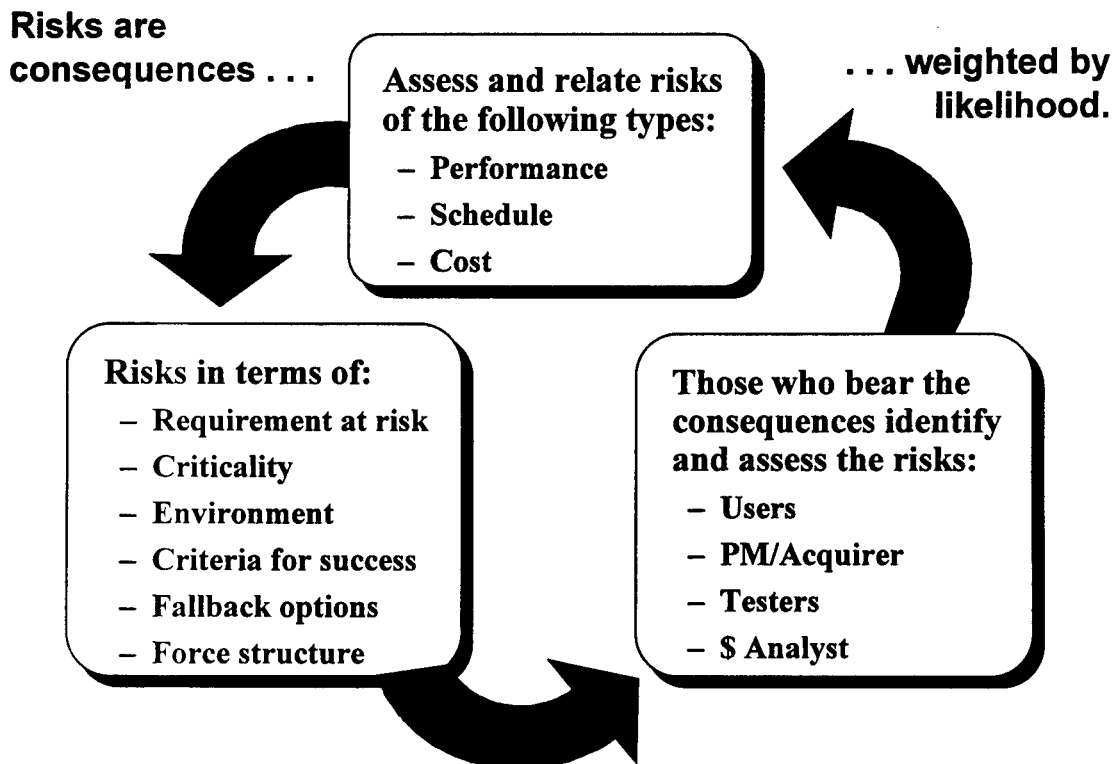 Risks are
consequences . . .
. . . weighted by
likelihood.
Assess and relate risks
of the following types:
– Performance
– Schedule
– Cost
Risks in terms of:
– Requirement at risk
– Criticality
– Environment
– Criteria for success
– Fallback options
– Force structure
Those who bear the
consequences identify
and assess the risks:
– Users
– PM/Acquirer
– Testers
– $ Analyst